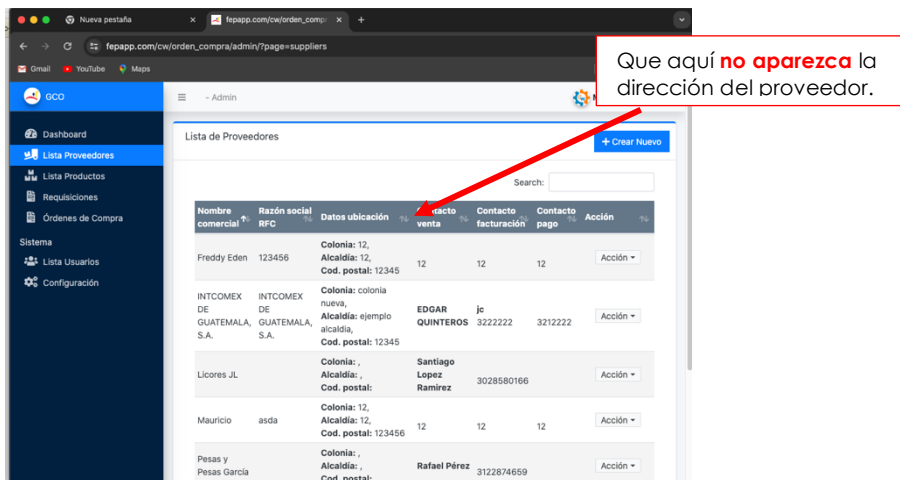 Nueva pestaña
fepapp.com/cw/orden_comp
fepapp.com/cw/orden_compra/admin/?page=suppliers
Gmail YouTube Maps
Que aquí no aparezca la
dirección del proveedor.
GCO
- Admin
Dashboard
Lista Proveedores
Lista Productos
Requisiciones
Órdenes de Compra
Sistema
Lista Usuarios
Configuración
Lista de Proveedores
+ Crear Nuevo
Search:
Nombre comercial Razón social RFC Datos ubicación Contacto venta Contacto facturación Contacto pago Acción
Freddy Eden 123456 Colonia: 12,
Alcaldía: 12,
Cod. postal: 12345 12 12 12 Acción
INTCOMEX DE GUATEMALA, S.A. INTCOMEX DE GUATEMALA, S.A. Colonia: colonia
nueva,
Alcaldía: ejemplo
alcaldia,
Cod. postal: 12345 EDGAR QUINTEROS jc 3222222 3212222 Acción
Licores JL Colonia: ,
Alcaldía: ,
Cod. postal: Santiago Lopez Ramirez 3028580166 Acción
Mauricio asda Colonia: 12,
Alcaldía: 12,
Cod. postal: 123456 12 12 12 Acción
Pesas y Pesas García Colonia: ,
Alcaldía: ,
Cod. postal: Rafael Pérez 3122874659 Acción